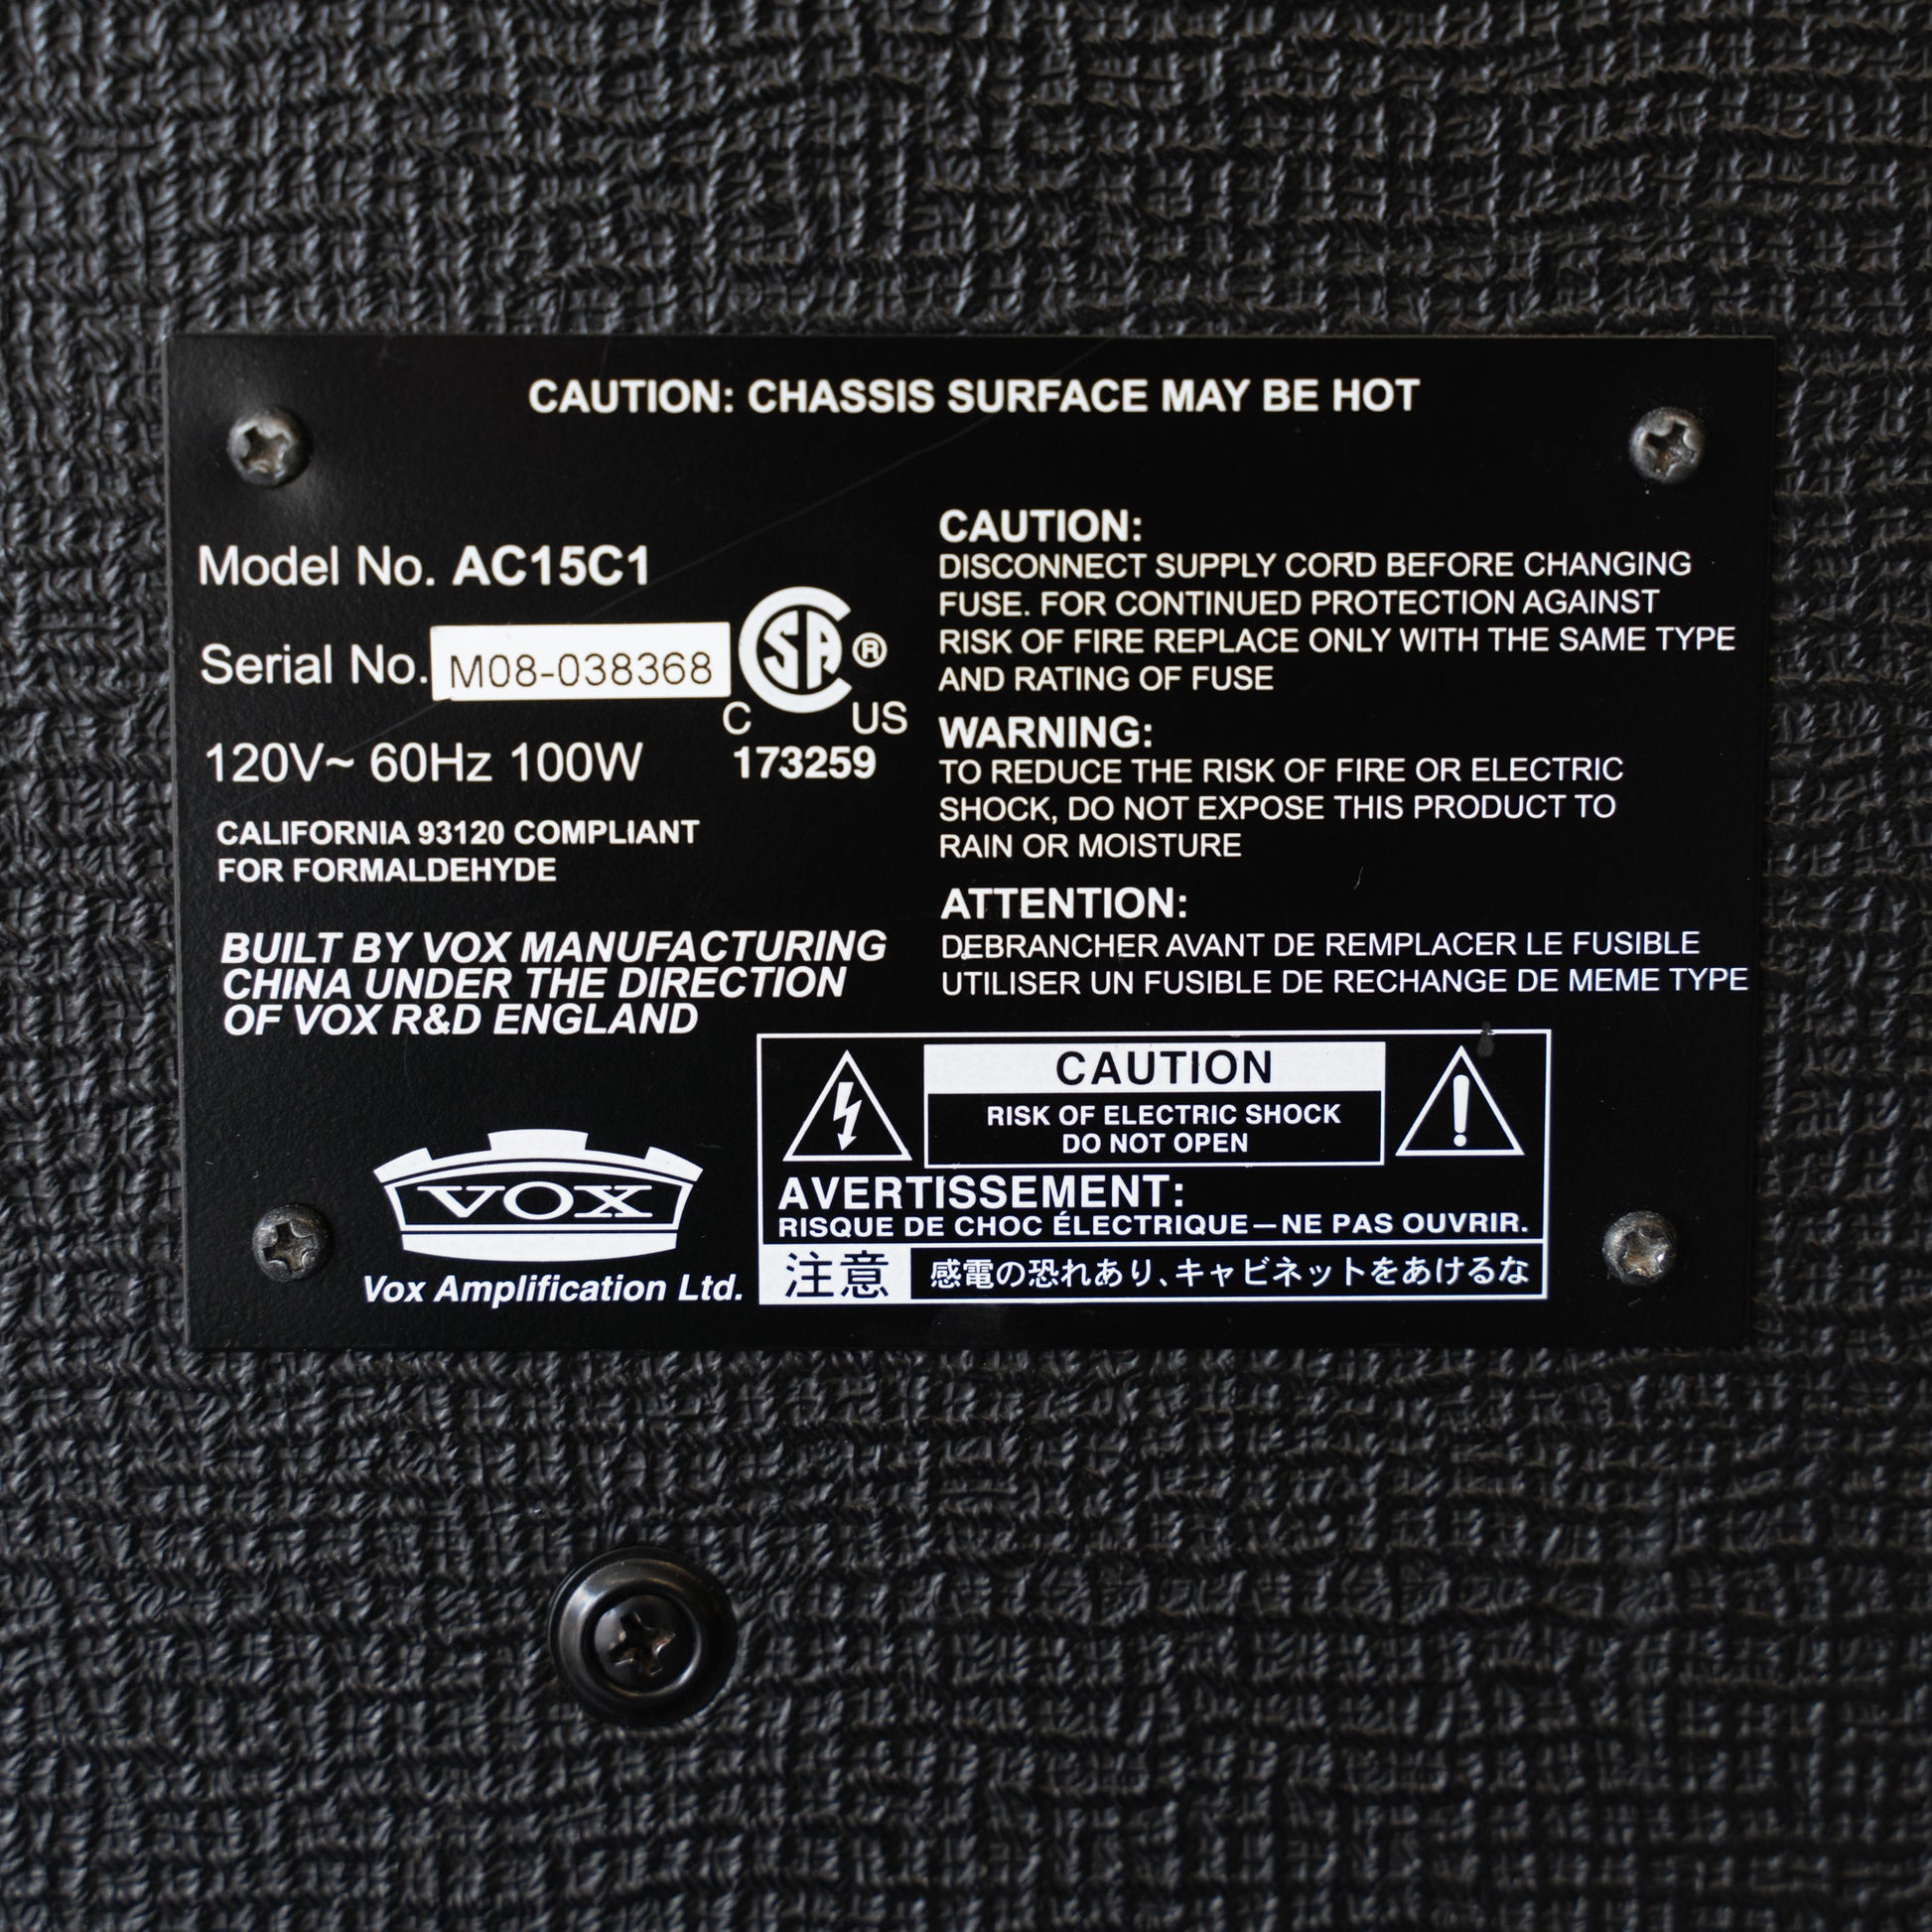 CAUTION: CHASSIS SURFACE MAY BE HOT
Model No. AC15C1
Serial No. M08-038368
SA ®
C US
173259
120V~ 60Hz 100W
CALIFORNIA 93120 COMPLIANT
FOR FORMALDEHYDE
BUILT BY VOX MANUFACTURING
CHINA UNDER THE DIRECTION
OF VOX R&D ENGLAND
VOX
Vox Amplification Ltd.
CAUTION:
DISCONNECT SUPPLY CORD BEFORE CHANGING
FUSE. FOR CONTINUED PROTECTION AGAINST
RISK OF FIRE REPLACE ONLY WITH THE SAME TYPE
AND RATING OF FUSE
WARNING:
TO REDUCE THE RISK OF FIRE OR ELECTRIC
SHOCK, DO NOT EXPOSE THIS PRODUCT TO
RAIN OR MOISTURE
ATTENTION:
DEBRANCHER AVANT DE REMPLACER LE FUSIBLE
UTILISER UN FUSIBLE DE RECHANGE DE MEME TYPE
CAUTION
RISK OF ELECTRIC SHOCK
DO NOT OPEN
AVERTISSEMENT:
RISQUE DE CHOC ÉLECTRIQUE—NE PAS OUVRIR.
注意 感電の恐れあり、キャビネットをあけるな